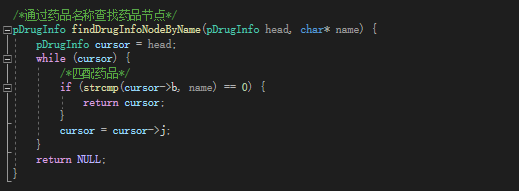 /*通过药品名称查找药品节点*/
pDrugInfo findDrugInfoNodeByName(pDrugInfo head, char* name) {
    pDrugInfo cursor = head;
    while (cursor) {
        /*匹配药品*/
        if (strcmp(cursor->b, name) == 0) {
            return cursor;
        }
        cursor = cursor->j;
    }
    return NULL;
}